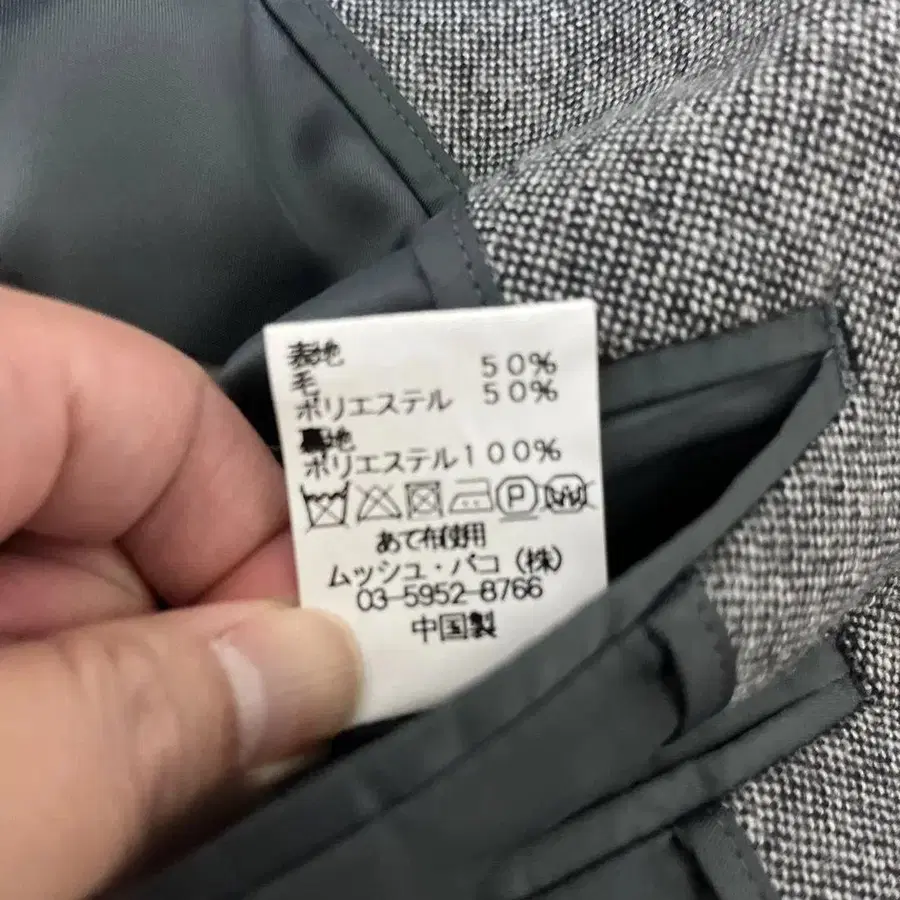 表地
毛 50%
ポリエステル 50%
裏地
ポリエステル100%
P W
あて布使用
ムッシュ・パコ(株)
03-5952-8766
中国製